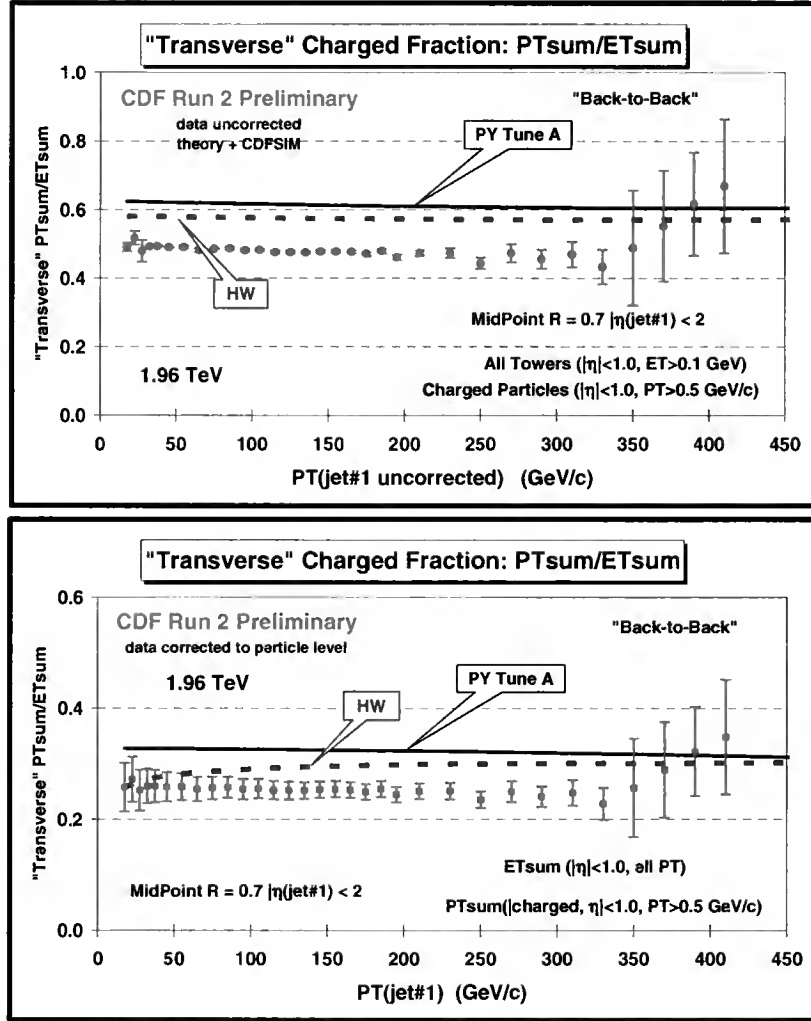 "Transverse" Charged Fraction: PTsum/ETsum
1.0
0.8
0.6
0.4
0.2
0.0
"Transverse" PTsum/ETsum
CDF Run 2 Preliminary
data uncorrected
theory + CDFSIM
"Back-to-Back"
PY Tune A
HW
MidPoint R = 0.7 |η(jet#1) < 2
1.96 TeV
All Towers (|η|<1.0, ET>0.1 GeV)
Charged Particles (|η|<1.0, PT>0.5 GeV/c)
0 50 100 150 200 250 300 350 400 450
PT(jet#1 uncorrected) (GeV/c)
"Transverse" Charged Fraction: PTsum/ETsum
0.6
0.4
0.2
0.0
"Transverse" PTsum/ETsum
CDF Run 2 Preliminary
data corrected to particle level
"Back-to-Back"
1.96 TeV
PY Tune A
HW
ETsum (|η|<1.0, all PT)
MidPoint R = 0.7 |η(jet#1) < 2
PTsum(|charged, η|<1.0, PT>0.5 GeV/c)
0 50 100 150 200 250 300 350 400 450
PT(jet#1) (GeV/c)